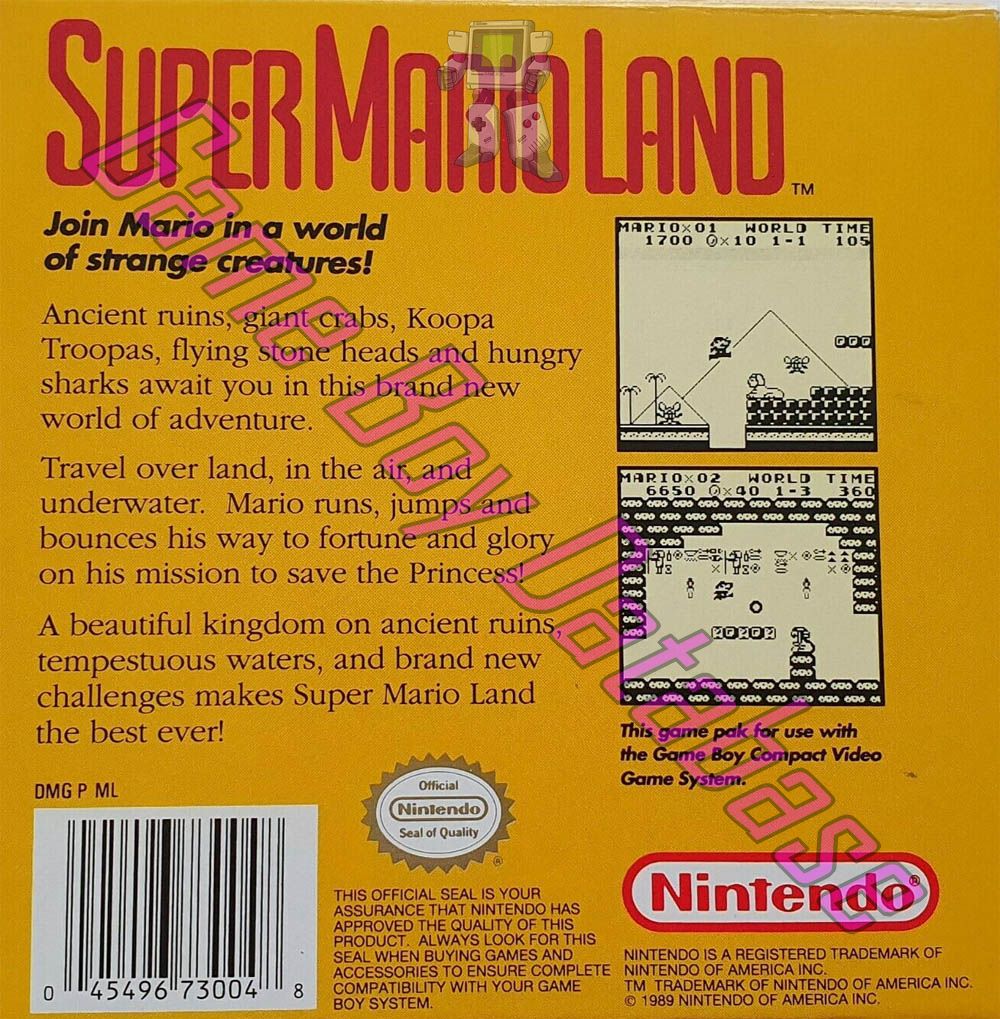 SUPER MARIO LAND™
Join Mario in a world
of strange creatures!
Ancient ruins, giant crabs, Koopa
Troopas, flying stone heads and hungry
sharks await you in this brand new
world of adventure.
Travel over land, in the air, and
underwater. Mario runs, jumps and
bounces his way to fortune and glory
on his mission to save the Princess!
A beautiful kingdom on ancient ruins,
tempestuous waters, and brand new
challenges makes Super Mario Land
the best ever!
MARIO×01 WORLD TIME
1700 ×10 1-1 105
MARIO×02 WORLD TIME
6650 ×40 1-3 360
This game pak for use with
the Game Boy Compact Video
Game System.
DMG P ML
0 45496 73004 8
Official
Nintendo
Seal of Quality
®
THIS OFFICIAL SEAL IS YOUR
ASSURANCE THAT NINTENDO HAS
APPROVED THE QUALITY OF THIS
PRODUCT. ALWAYS LOOK FOR THIS
SEAL WHEN BUYING GAMES AND
ACCESSORIES TO ENSURE COMPLETE
COMPATIBILITY WITH YOUR GAME
BOY SYSTEM.
Nintendo®
NINTENDO IS A REGISTERED TRADEMARK OF
NINTENDO OF AMERICA INC.
TM TRADEMARK OF NINTENDO OF AMERICA INC.
© 1989 NINTENDO OF AMERICA INC.
Game Boy Database